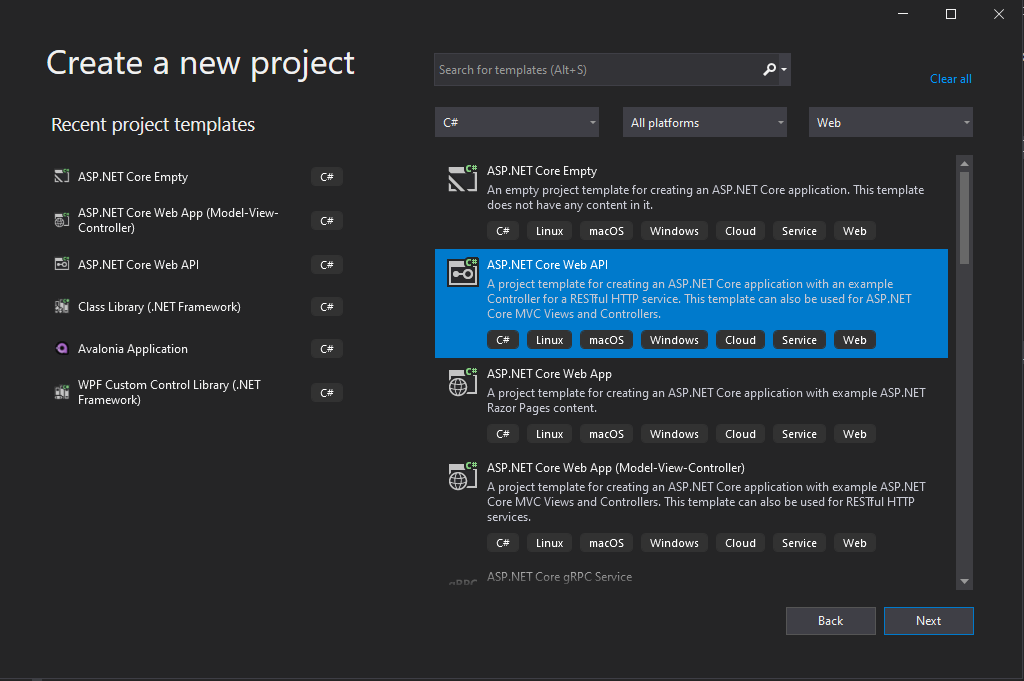 Create a new project
Search for templates (Alt+S)
Clear all
C#
All platforms
Web
Recent project templates
ASP.NET Core Empty
C#
ASP.NET Core Web App (Model-View-
Controller)
C#
ASP.NET Core Web API
C#
Class Library (.NET Framework)
C#
Avalonia Application
C#
WPF Custom Control Library (.NET
Framework)
C#
ASP.NET Core Empty
An empty project template for creating an ASP.NET Core application. This template
does not have any content in it.
C# Linux macOS Windows Cloud Service Web
ASP.NET Core Web API
A project template for creating an ASP.NET Core application with an example
Controller for a RESTful HTTP service. This template can also be used for ASP.NET
Core MVC Views and Controllers.
C# Linux macOS Windows Cloud Service Web
ASP.NET Core Web App
A project template for creating an ASP.NET Core application with example ASP.NET
Razor Pages content.
C# Linux macOS Windows Cloud Service Web
ASP.NET Core Web App (Model-View-Controller)
A project template for creating an ASP.NET Core application with example ASP.NET
Core MVC Views and Controllers. This template can also be used for RESTful HTTP
services.
C# Linux macOS Windows Cloud Service Web
gRPC
ASP.NET Core gRPC Service
Back
Next